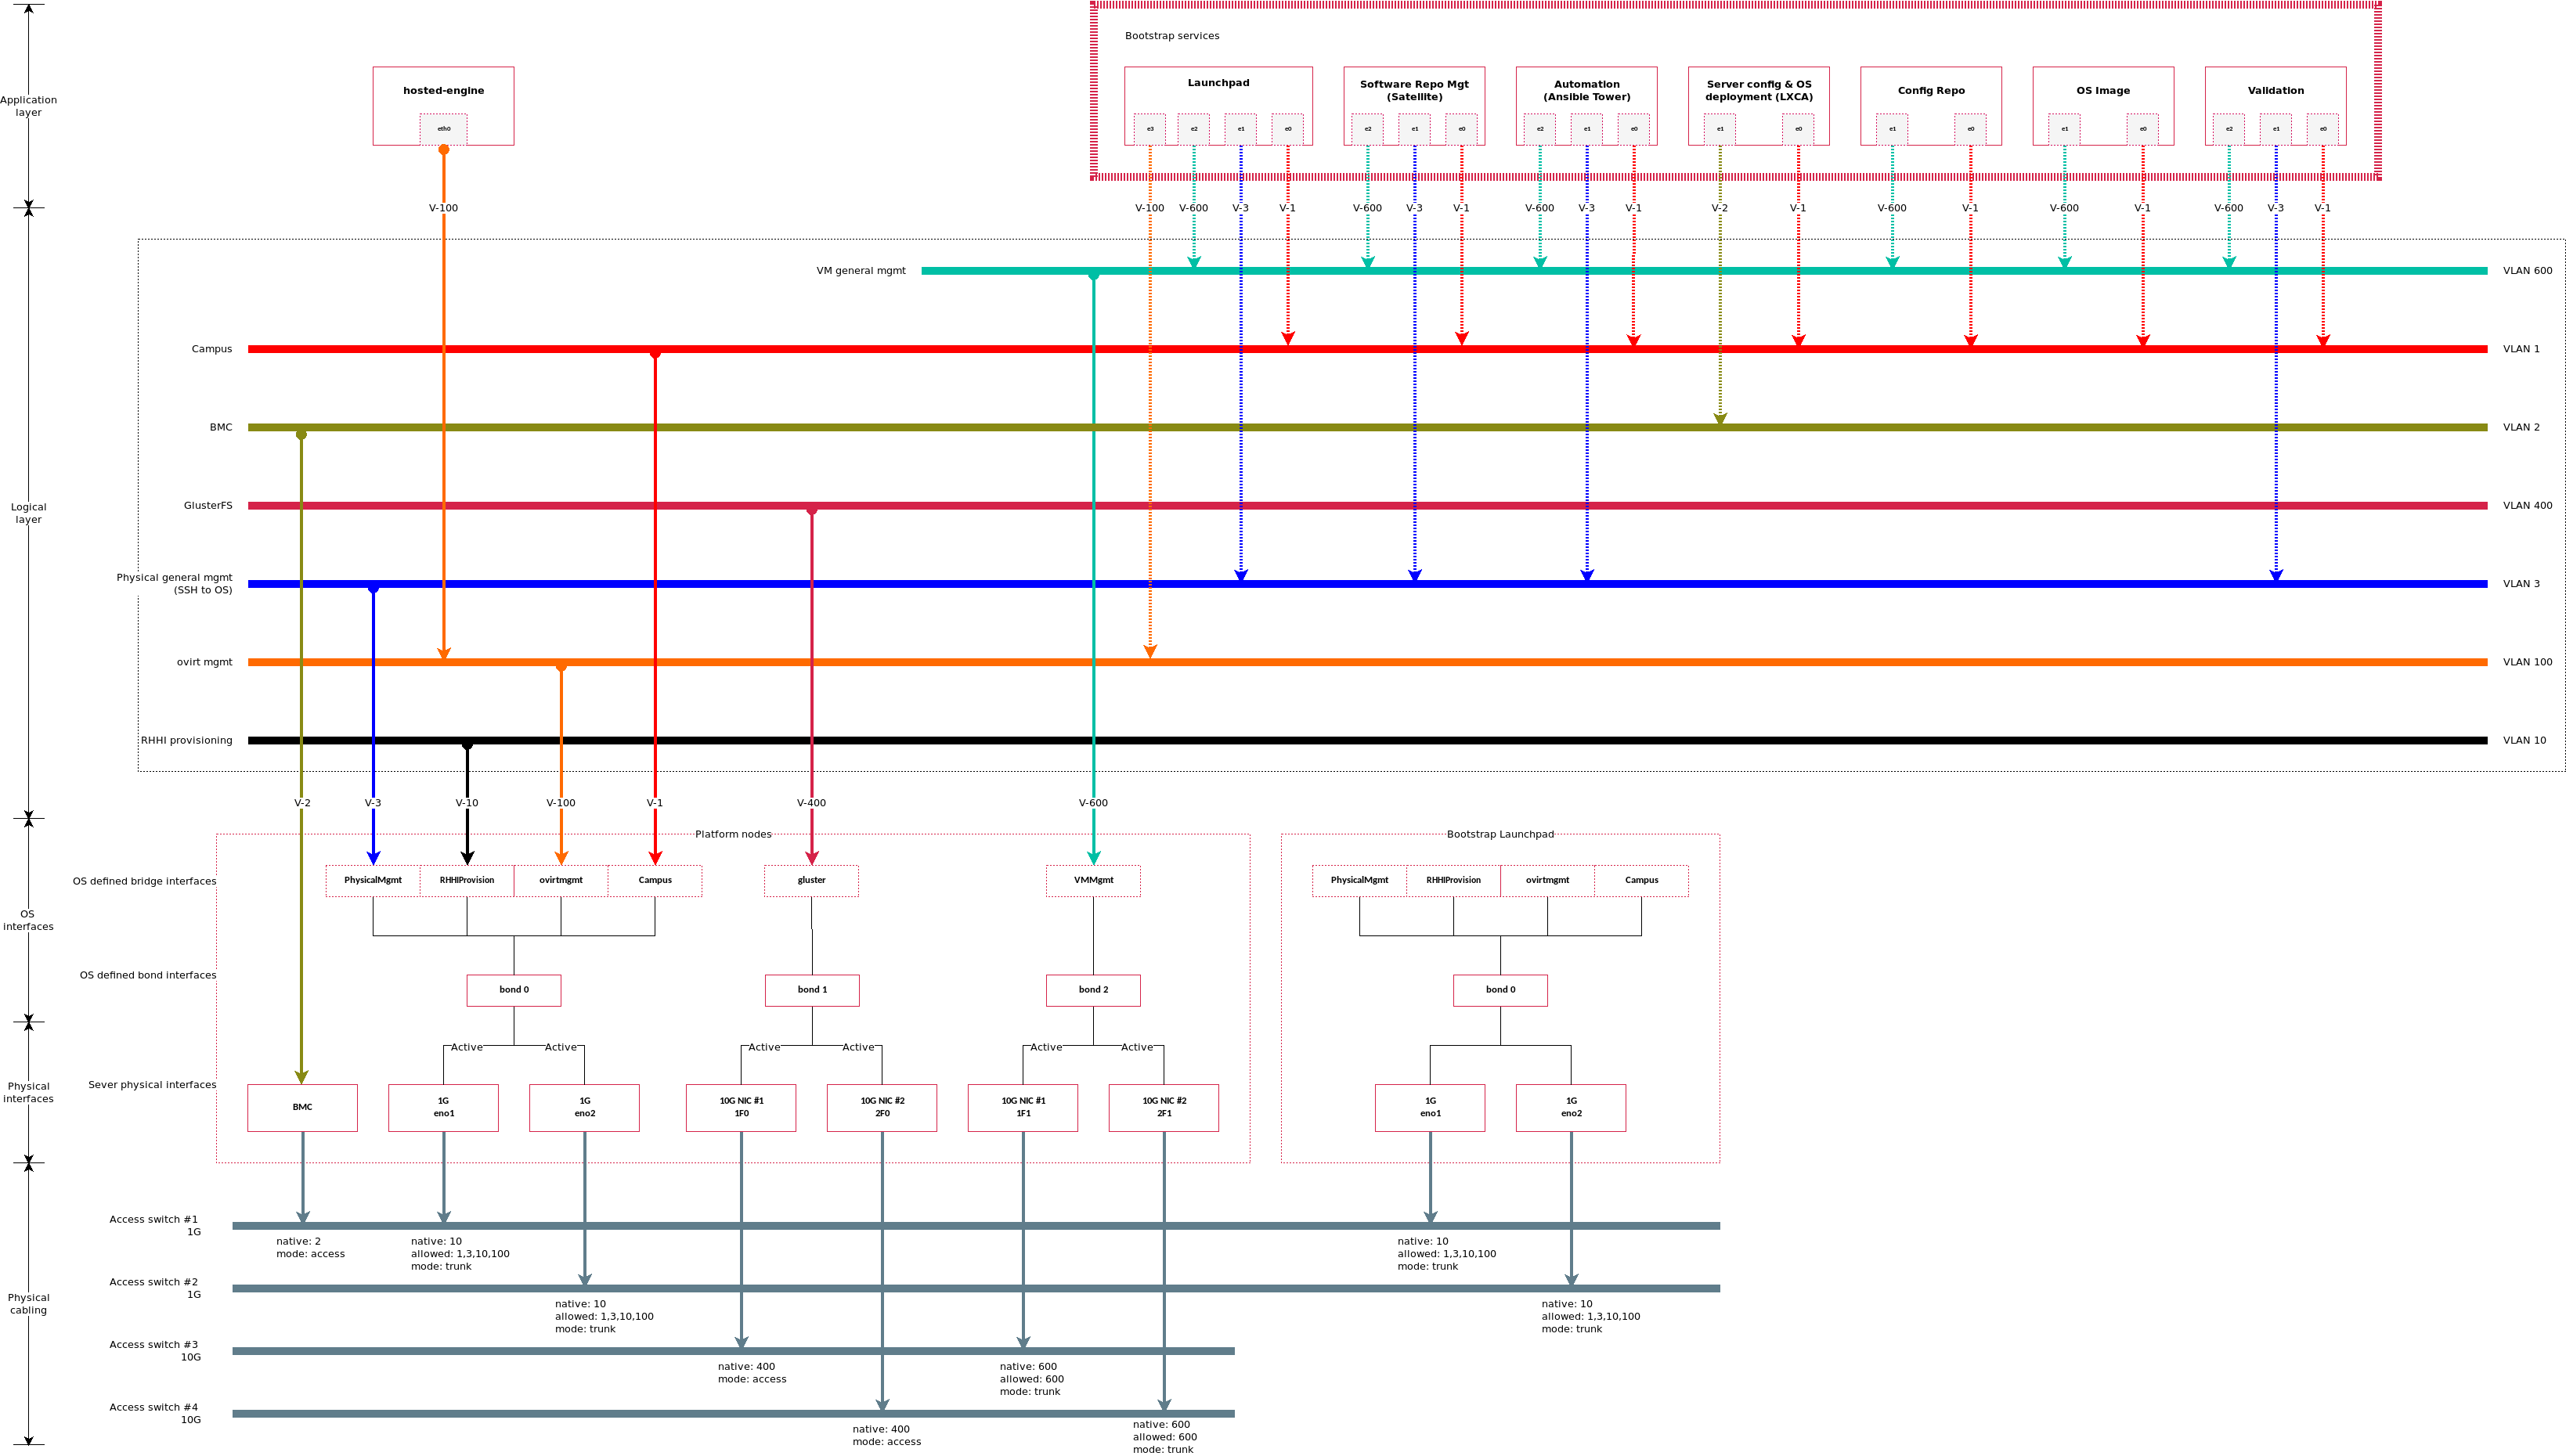 Bootstrap services
Application
layer
hosted-engine
eth0
Launchpad
e3
e2
e1
e0
Software Repo Mgt
(Satellite)
e2
e1
e0
Automation
(Ansible Tower)
e2
e1
e0
Server config & OS
deployment (LXCA)
e1
e0
Config Repo
e1
e0
OS Image
e1
e0
Validation
e2
e1
e0
V-100
V-100
V-600
V-3
V-1
V-600
V-3
V-1
V-600
V-3
V-1
V-2
V-1
V-600
V-1
V-600
V-1
V-600
V-3
V-1
Logical
layer
VM general mgmt
VLAN 600
Campus
VLAN 1
BMC
VLAN 2
GlusterFS
VLAN 400
Physical general mgmt
(SSH to OS)
VLAN 3
ovirt mgmt
VLAN 100
RHHI provisioning
VLAN 10
V-2
V-3
V-10
V-100
V-1
V-400
V-600
Platform nodes
Bootstrap Launchpad
OS
interfaces
OS defined bridge interfaces
PhysicalMgmt
RHHIProvision
ovirtmgmt
Campus
gluster
VMMgmt
PhysicalMgmt
RHHIProvision
ovirtmgmt
Campus
OS defined bond interfaces
bond 0
bond 1
bond 2
bond 0
Active
Active
Active
Active
Active
Active
Physical
interfaces
Sever physical interfaces
BMC
1G
eno1
1G
eno2
10G NIC #1
1F0
10G NIC #2
2F0
10G NIC #1
1F1
10G NIC #2
2F1
1G
eno1
1G
eno2
Physical
cabling
Access switch #1
1G
native: 2
mode: access
native: 10
allowed: 1,3,10,100
mode: trunk
native: 10
allowed: 1,3,10,100
mode: trunk
Access switch #2
1G
native: 10
allowed: 1,3,10,100
mode: trunk
native: 10
allowed: 1,3,10,100
mode: trunk
Access switch #3
10G
native: 400
mode: access
native: 600
allowed: 600
mode: trunk
Access switch #4
10G
native: 400
mode: access
native: 600
allowed: 600
mode: trunk